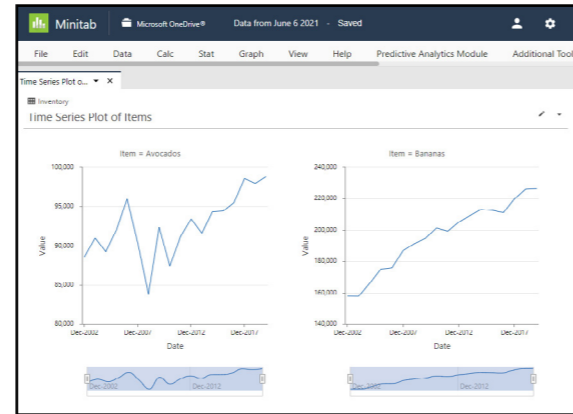 Minitab Microsoft OneDrive® Data from June 6 2021 - Saved
File Edit Data Calc Stat Graph View Help Predictive Analytics Module Additional Tool
Time Series Plot o...
Inventory
Time Series Plot of Items
Item = Avocados
100,000
95,000
90,000
85,000
80,000
Value
Dec-2002 Dec-2007 Dec-2012 Dec-2017
Date
Dec-2002 Dec-2012
Item = Bananas
240,000
220,000
200,000
180,000
160,000
140,000
Value
Dec-2002 Dec-2007 Dec-2012 Dec-2017
Date
Dec-2002 Dec-2012